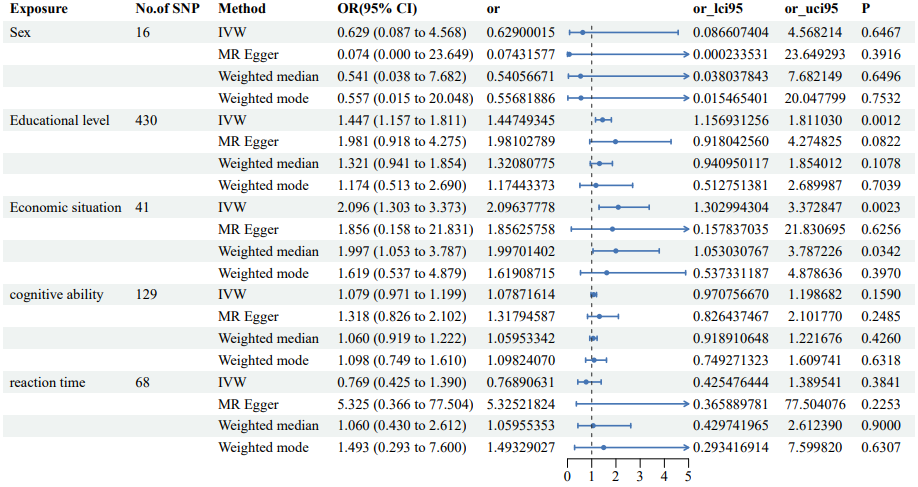 Exposure No.of SNP Method OR(95% CI) or or_lci95 or_uci95 P
Sex 16 IVW 0.629 (0.087 to 4.568) 0.62900015 0.086607404 4.568214 0.6467
MR Egger 0.074 (0.000 to 23.649) 0.07431577 0.000233531 23.649293 0.3916
Weighted median 0.541 (0.038 to 7.682) 0.54056671 0.038037843 7.682149 0.6496
Weighted mode 0.557 (0.015 to 20.048) 0.55681886 0.015465401 20.047799 0.7532
Educational level 430 IVW 1.447 (1.157 to 1.811) 1.44749345 1.156931256 1.811030 0.0012
MR Egger 1.981 (0.918 to 4.275) 1.98102789 0.918042560 4.274825 0.0822
Weighted median 1.321 (0.941 to 1.854) 1.32080775 0.940950117 1.854012 0.1078
Weighted mode 1.174 (0.513 to 2.690) 1.17443373 0.512751381 2.689987 0.7039
Economic situation 41 IVW 2.096 (1.303 to 3.373) 2.09637778 1.302994304 3.372847 0.0023
MR Egger 1.856 (0.158 to 21.831) 1.85625758 0.157837035 21.830695 0.6256
Weighted median 1.997 (1.053 to 3.787) 1.99701402 1.053030767 3.787226 0.0342
Weighted mode 1.619 (0.537 to 4.879) 1.61908715 0.537331187 4.878636 0.3970
cognitive ability 129 IVW 1.079 (0.971 to 1.199) 1.07871614 0.970756670 1.198682 0.1590
MR Egger 1.318 (0.826 to 2.102) 1.31794587 0.826437467 2.101770 0.2485
Weighted median 1.060 (0.919 to 1.222) 1.05953342 0.918910648 1.221676 0.4260
Weighted mode 1.098 (0.749 to 1.610) 1.09824070 0.749271323 1.609741 0.6318
reaction time 68 IVW 0.769 (0.425 to 1.390) 0.76890631 0.425476444 1.389541 0.3841
MR Egger 5.325 (0.366 to 77.504) 5.32521824 0.365889781 77.504076 0.2253
Weighted median 1.060 (0.430 to 2.612) 1.05955353 0.429741965 2.612390 0.9000
Weighted mode 1.493 (0.293 to 7.600) 1.49329027 0.293416914 7.599820 0.6307
0 1 2 3 4 5